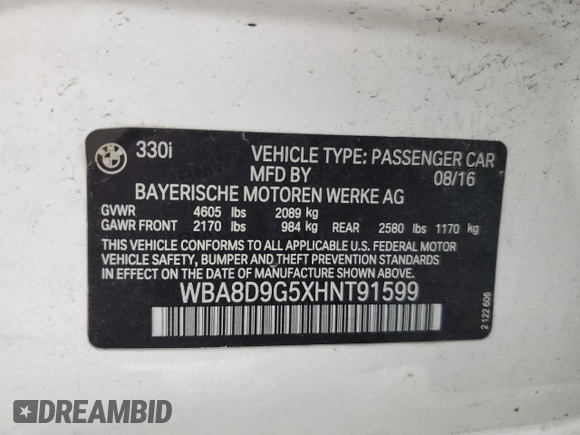 330i VEHICLE TYPE: PASSENGER CAR
MFD BY 08/16
BAYERISCHE MOTOREN WERKE AG
GVWR 4605 lbs 2089 kg
GAWR FRONT 2170 lbs 984 kg REAR 2580 lbs 1170 kg
THIS VEHICLE CONFORMS TO ALL APPLICABLE U.S. FEDERAL MOTOR
VEHICLE SAFETY, BUMPER AND THEFT PREVENTION STANDARDS
IN EFFECT ON THE DATE OF MANUFACTURE SHOWN ABOVE.
WBA8D9G5XHNT91599
2 122 606
DREAMBID